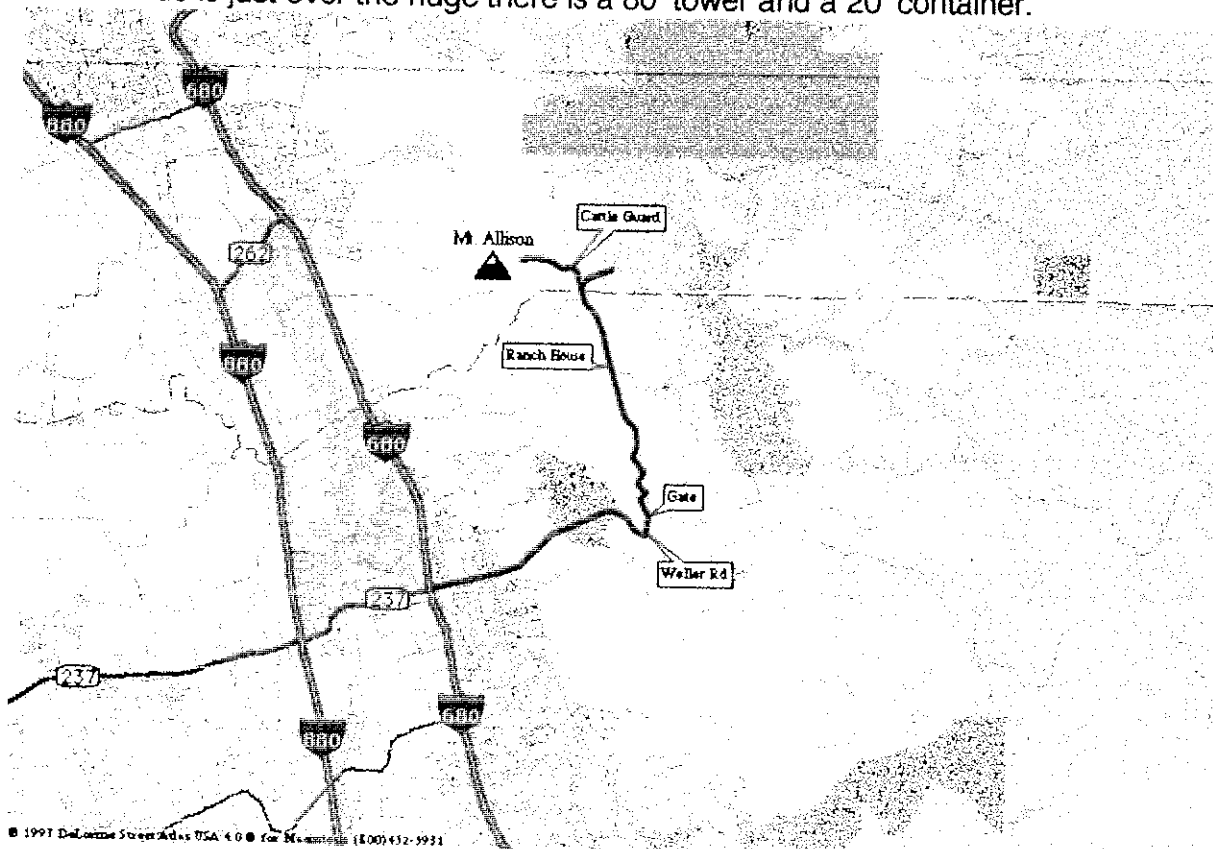 is just over the huge there is a 80' tower and a 20' container.
680
880
Cattle Guard
Mt. Allison
262
880
Ranch House
680
Gate
Weller Rd
237
237
680
880
© 1997 DeLorme Street Atlas USA 4.0 ® for Macintosh (800) 452-5931